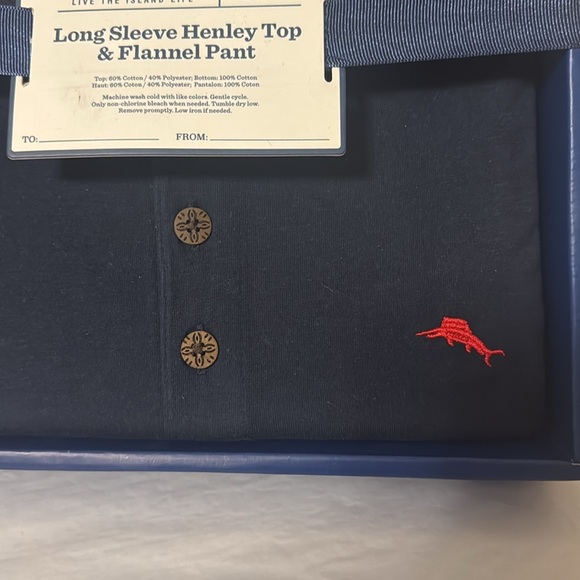 LIVE THE ISLAND LIFE
Long Sleeve Henley Top
& Flannel Pant
Top: 60% Cotton / 40% Polyester; Bottom: 100% Cotton
Haut: 60% Coton / 40% Polyester; Pantalon: 100% Coton
Machine wash cold with like colors. Gentle cycle.
Only non-chlorine bleach when needed. Tumble dry low.
Remove promptly. Low iron if needed.
TO: FROM: